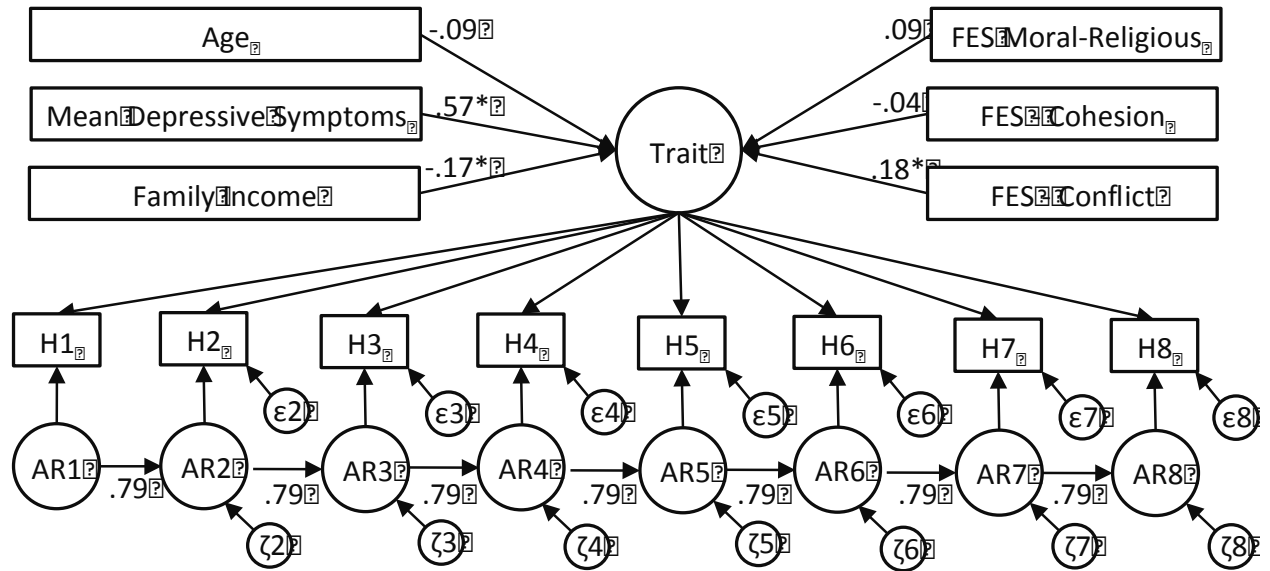 Age
-.09
.09
FES Moral-Religious
Mean Depressive Symptoms
.57*
-.04
FES - Cohesion
Trait
Family Income
-.17*
.18*
FES - Conflict
H1
H2
H3
H4
H5
H6
H7
H8
ε2
ε3
ε4
ε5
ε6
ε7
ε8
AR1
AR2
AR3
AR4
AR5
AR6
AR7
AR8
.79
.79
.79
.79
.79
.79
.79
ζ2
ζ3
ζ4
ζ5
ζ6
ζ7
ζ8